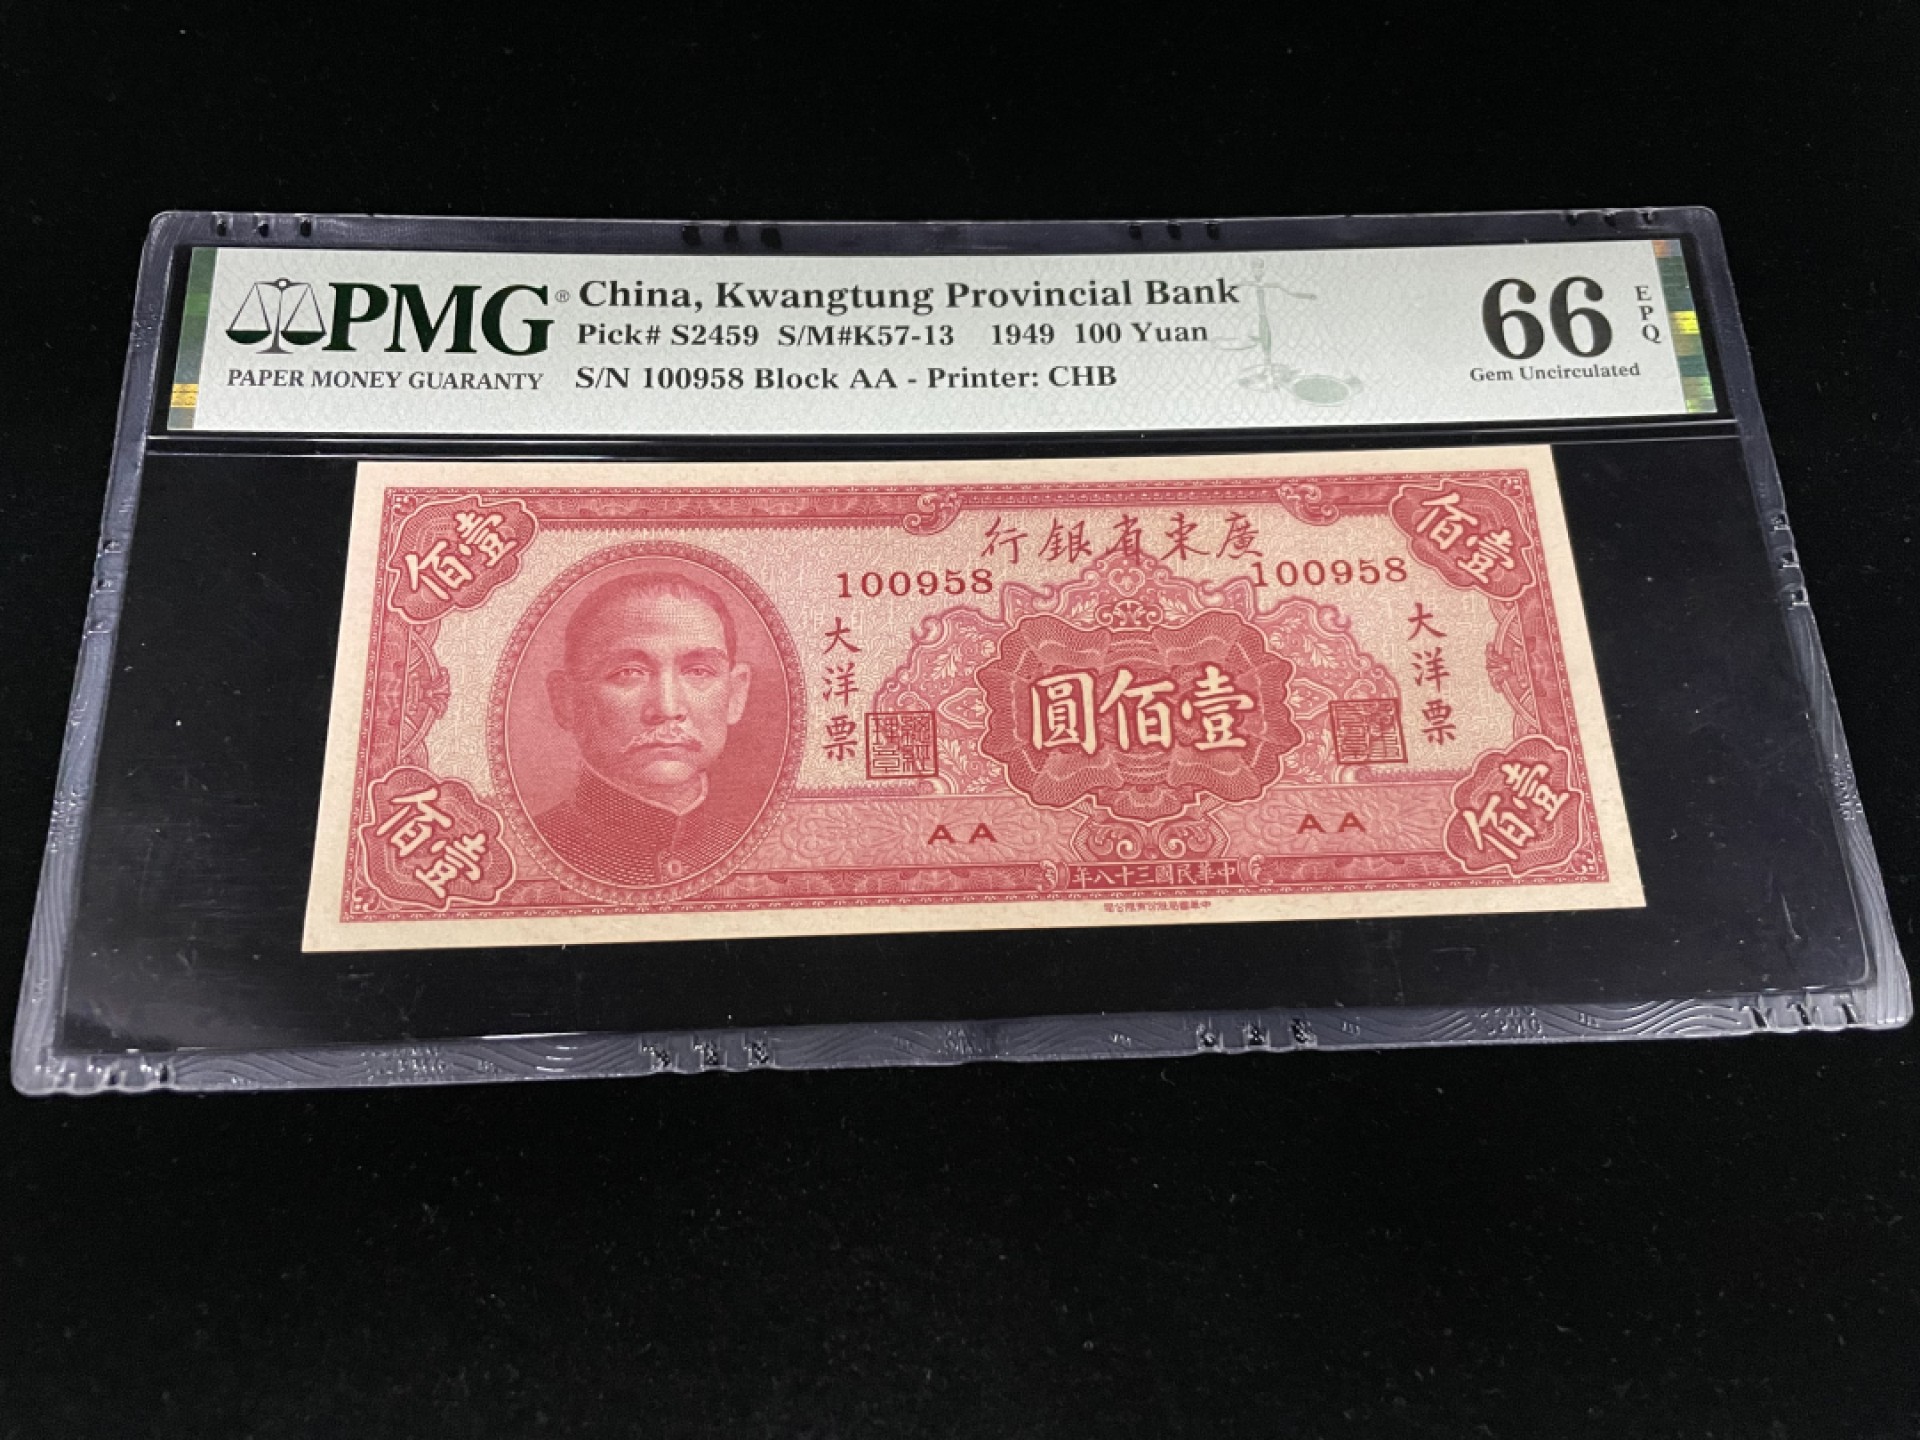 PMG® China, Kwangtung Provincial Bank
Pick# S2459 S/M#K57-13 1949 100 Yuan
PAPER MONEY GUARANTY S/N 100958 Block AA - Printer: CHB
66 EPQ
Gem Uncirculated
佰壹
行銀省東廣
佰壹
100958
100958
大洋票
圓佰壹
大洋票
AA
AA
佰壹
年八十三國民華中
佰壹